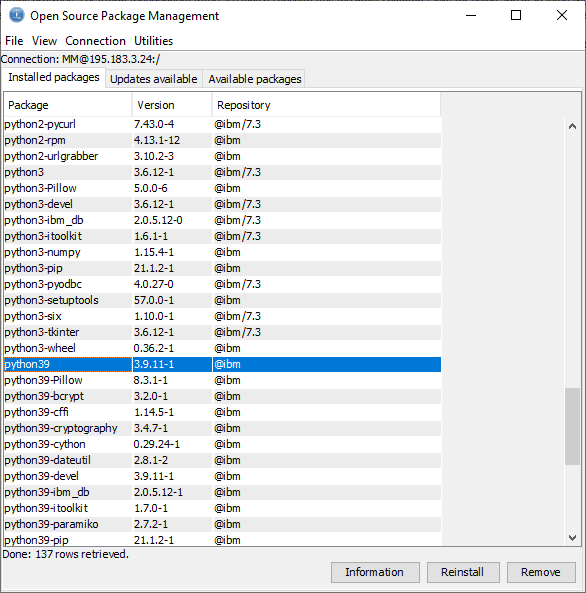 Open Source Package Management
File View Connection Utilities
Connection: MM@195.183.3.24:/
Installed packages Updates available Available packages
Package Version Repository
python2-pycurl 7.43.0-4 @ibm/7.3
python2-rpm 4.13.1-12 @ibm
python2-urlgrabber 3.10.2-3 @ibm
python3 3.6.12-1 @ibm/7.3
python3-Pillow 5.0.0-6 @ibm
python3-devel 3.6.12-1 @ibm/7.3
python3-ibm_db 2.0.5.12-0 @ibm/7.3
python3-itoolkit 1.6.1-1 @ibm/7.3
python3-numpy 1.15.4-1 @ibm
python3-pip 21.1.2-1 @ibm
python3-pyodbc 4.0.27-0 @ibm/7.3
python3-setuptools 57.0.0-1 @ibm
python3-six 1.10.0-1 @ibm/7.3
python3-tkinter 3.6.12-1 @ibm/7.3
python3-wheel 0.36.2-1 @ibm
python39 3.9.11-1 @ibm
python39-Pillow 8.3.1-1 @ibm
python39-bcrypt 3.2.0-1 @ibm
python39-cffi 1.14.5-1 @ibm
python39-cryptography 3.4.7-1 @ibm
python39-cython 0.29.24-1 @ibm
python39-dateutil 2.8.1-2 @ibm
python39-devel 3.9.11-1 @ibm
python39-ibm_db 2.0.5.12-1 @ibm
python39-itoolkit 1.7.0-1 @ibm
python39-paramiko 2.7.2-1 @ibm
python39-pip 21.1.2-1 @ibm
Done: 137 rows retrieved.
Information Reinstall Remove